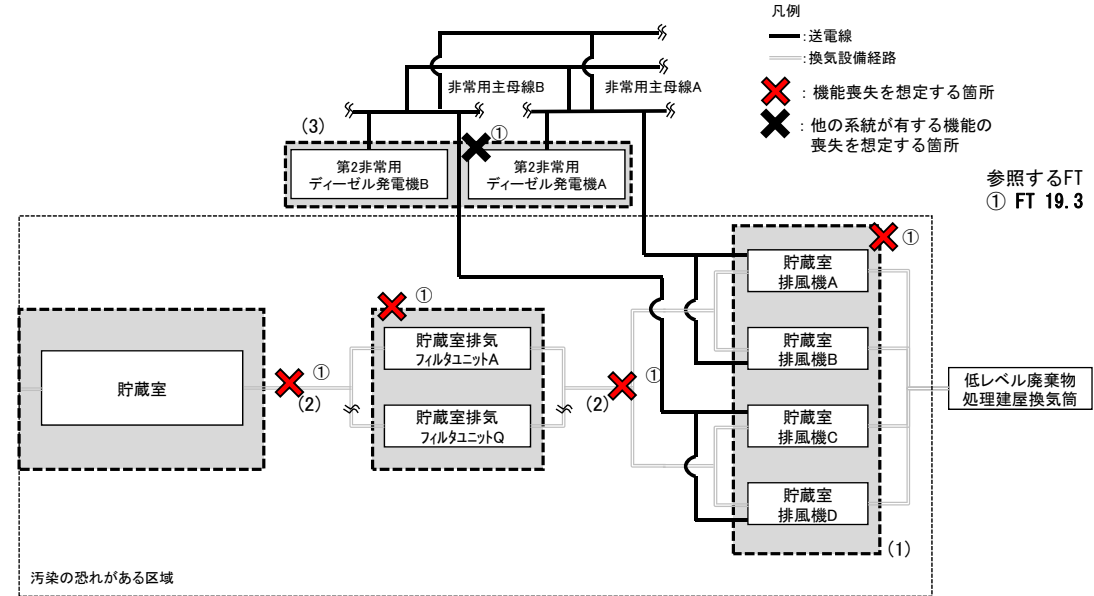 凡例
:送電線
:換気設備経路
: 機能喪失を想定する箇所
: 他の系統が有する機能の
喪失を想定する箇所
参照するFT
① FT 19.3
非常用主母線B
非常用主母線A
(3)
①
第2非常用
ディーゼル発電機B
第2非常用
ディーゼル発電機A
①
貯蔵室
排風機A
貯蔵室
排風機B
貯蔵室
排風機C
貯蔵室
排風機D
(1)
貯蔵室
①
(2)
①
貯蔵室排気
フィルタユニットA
貯蔵室排気
フィルタユニットQ
①
(2)
低レベル廃棄物
処理建屋換気筒
汚染の恐れがある区域